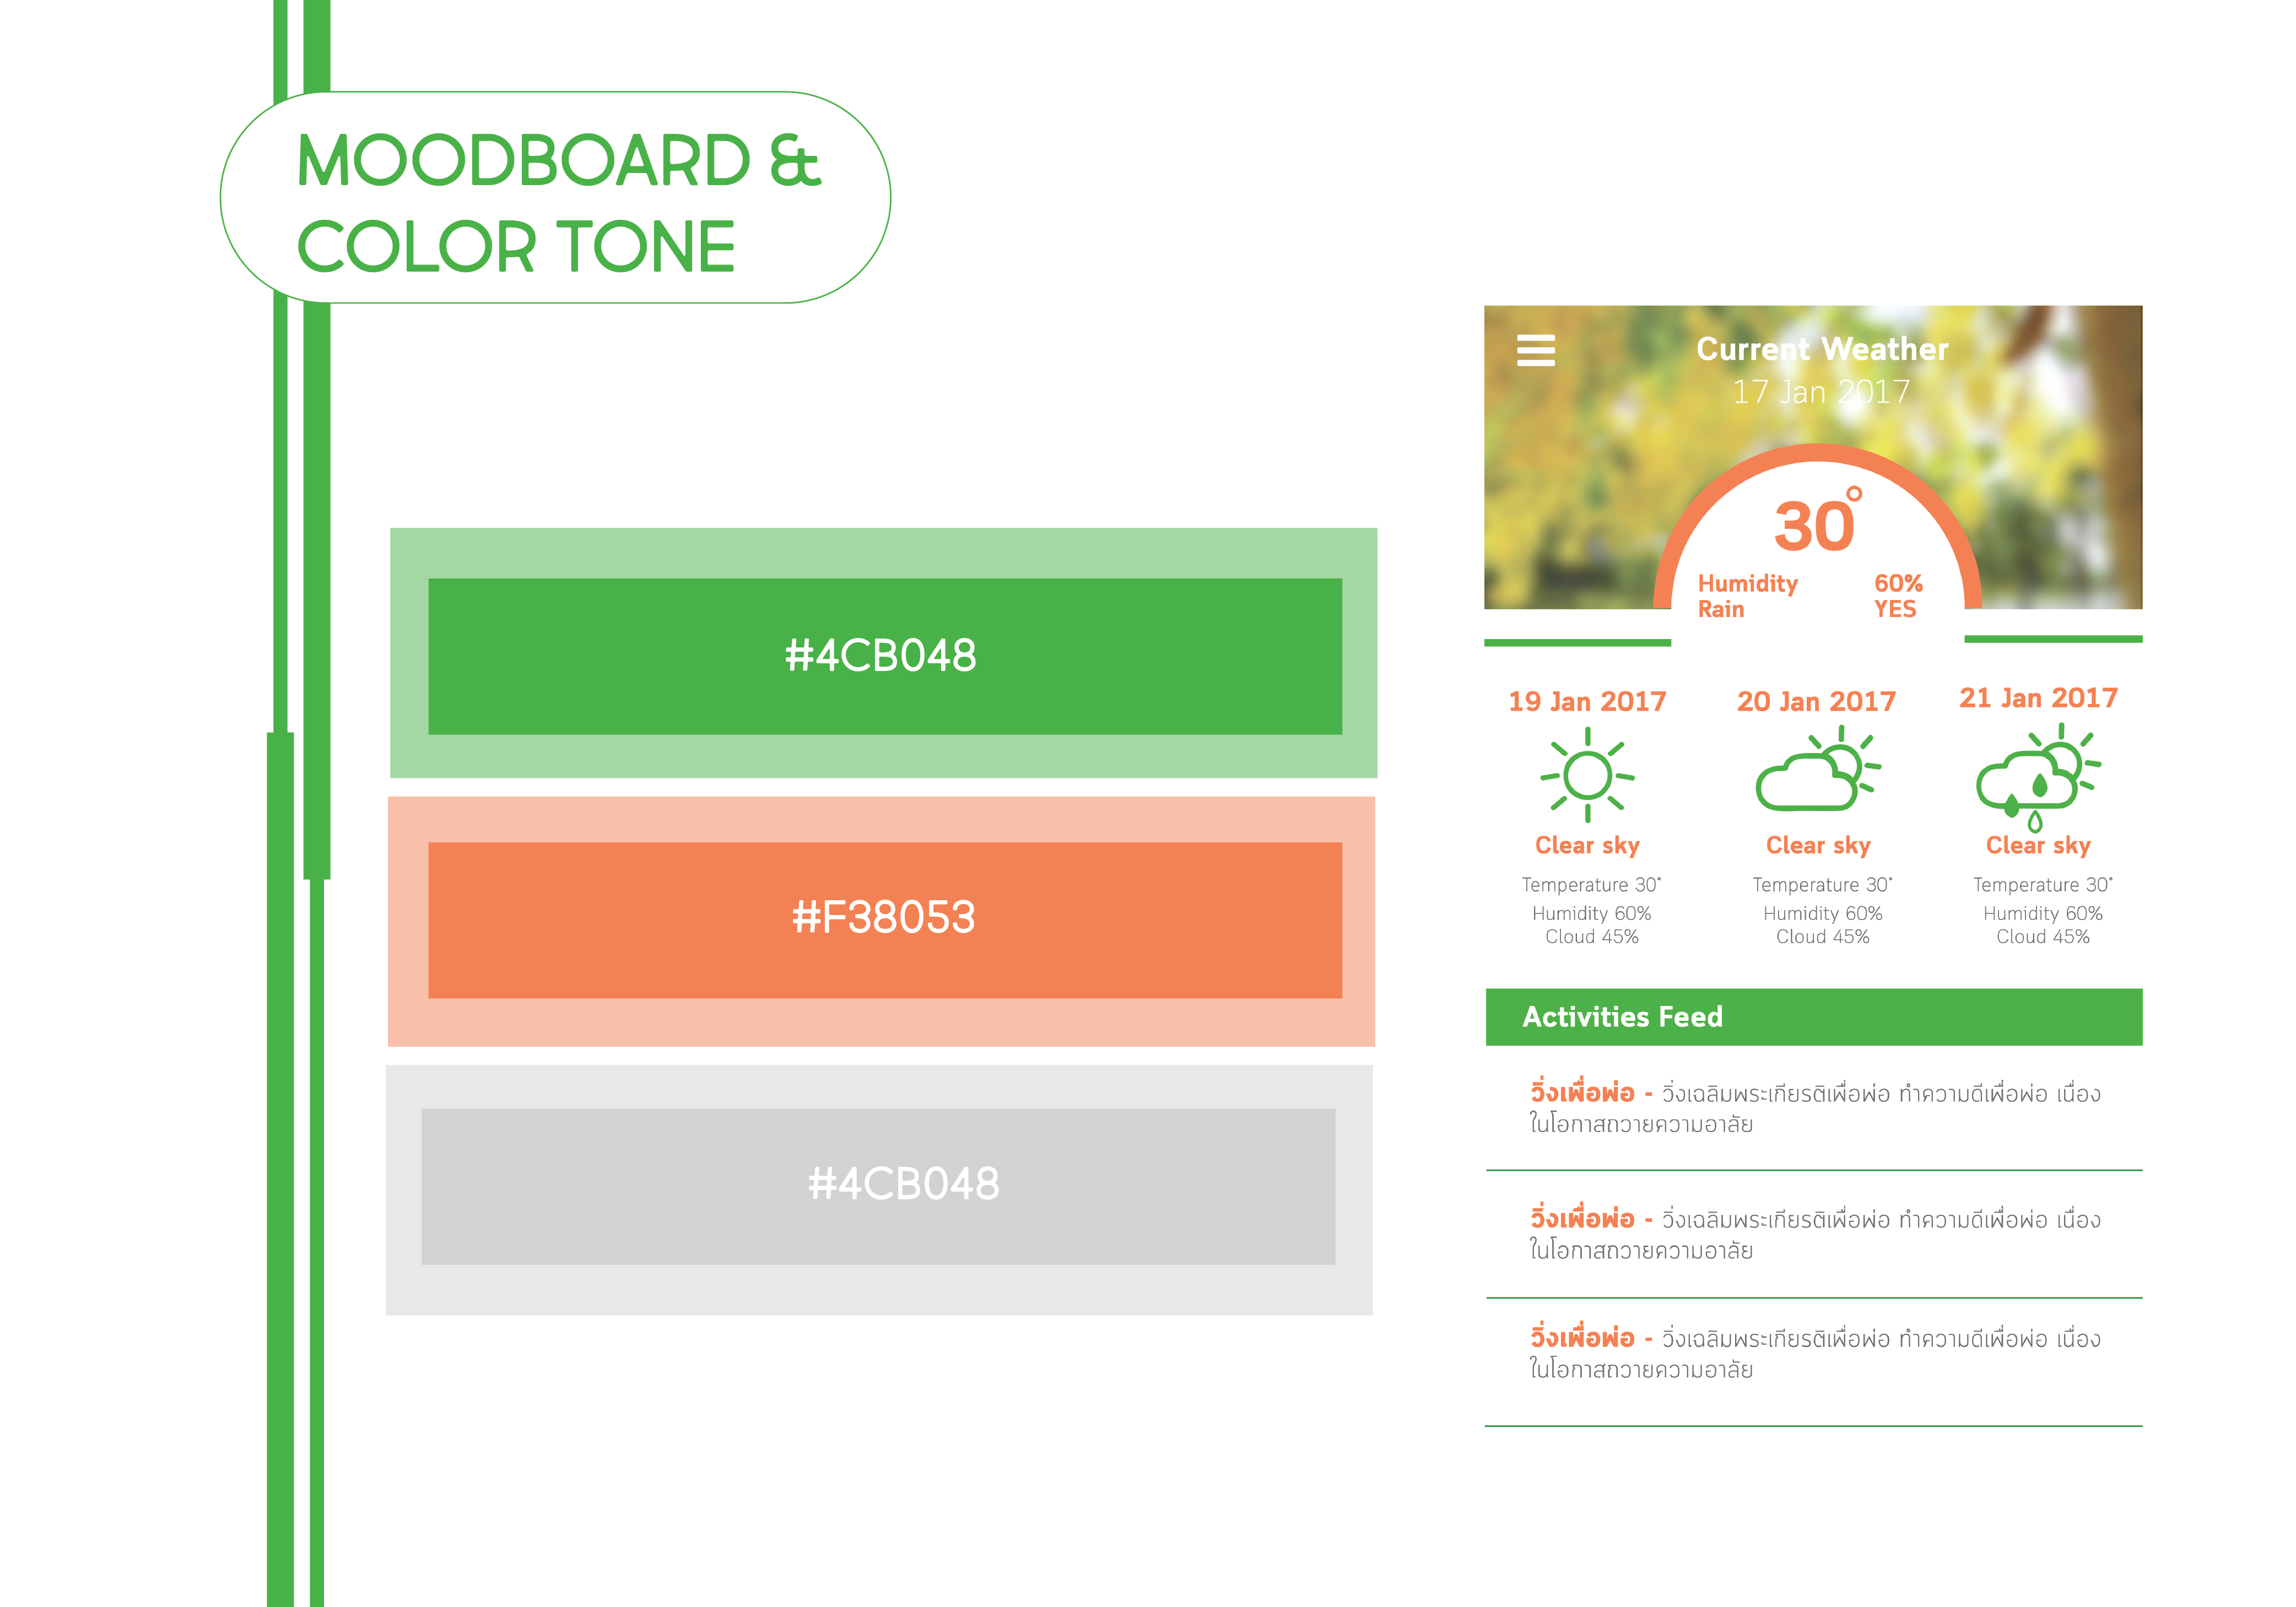 MOODBOARD &
COLOR TONE
#4CB048
#F38053
#4CB048
Current Weather
17 Jan 2017
30°
Humidity 60%
Rain YES
19 Jan 2017
Clear sky
Temperature 30°
Humidity 60%
Cloud 45%
20 Jan 2017
Clear sky
Temperature 30°
Humidity 60%
Cloud 45%
21 Jan 2017
Clear sky
Temperature 30°
Humidity 60%
Cloud 45%
Activities Feed
วิ่งเพื่อพ่อ - วิ่งเฉลิมพระเกียรติเพื่อพ่อ ทำความดีเพื่อพ่อ เนื่อง
ในโอกาสถวายความอาลัย
วิ่งเพื่อพ่อ - วิ่งเฉลิมพระเกียรติเพื่อพ่อ ทำความดีเพื่อพ่อ เนื่อง
ในโอกาสถวายความอาลัย
วิ่งเพื่อพ่อ - วิ่งเฉลิมพระเกียรติเพื่อพ่อ ทำความดีเพื่อพ่อ เนื่อง
ในโอกาสถวายความอาลัย